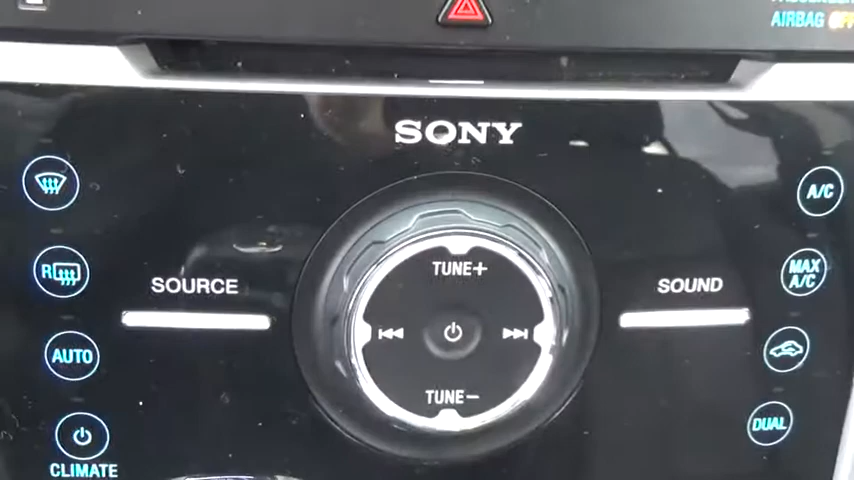 AIRBAG
SONY
A/C
R
MAX
A/C
SOURCE
TUNE+
SOUND
AUTO
TUNE−
DUAL
CLIMATE